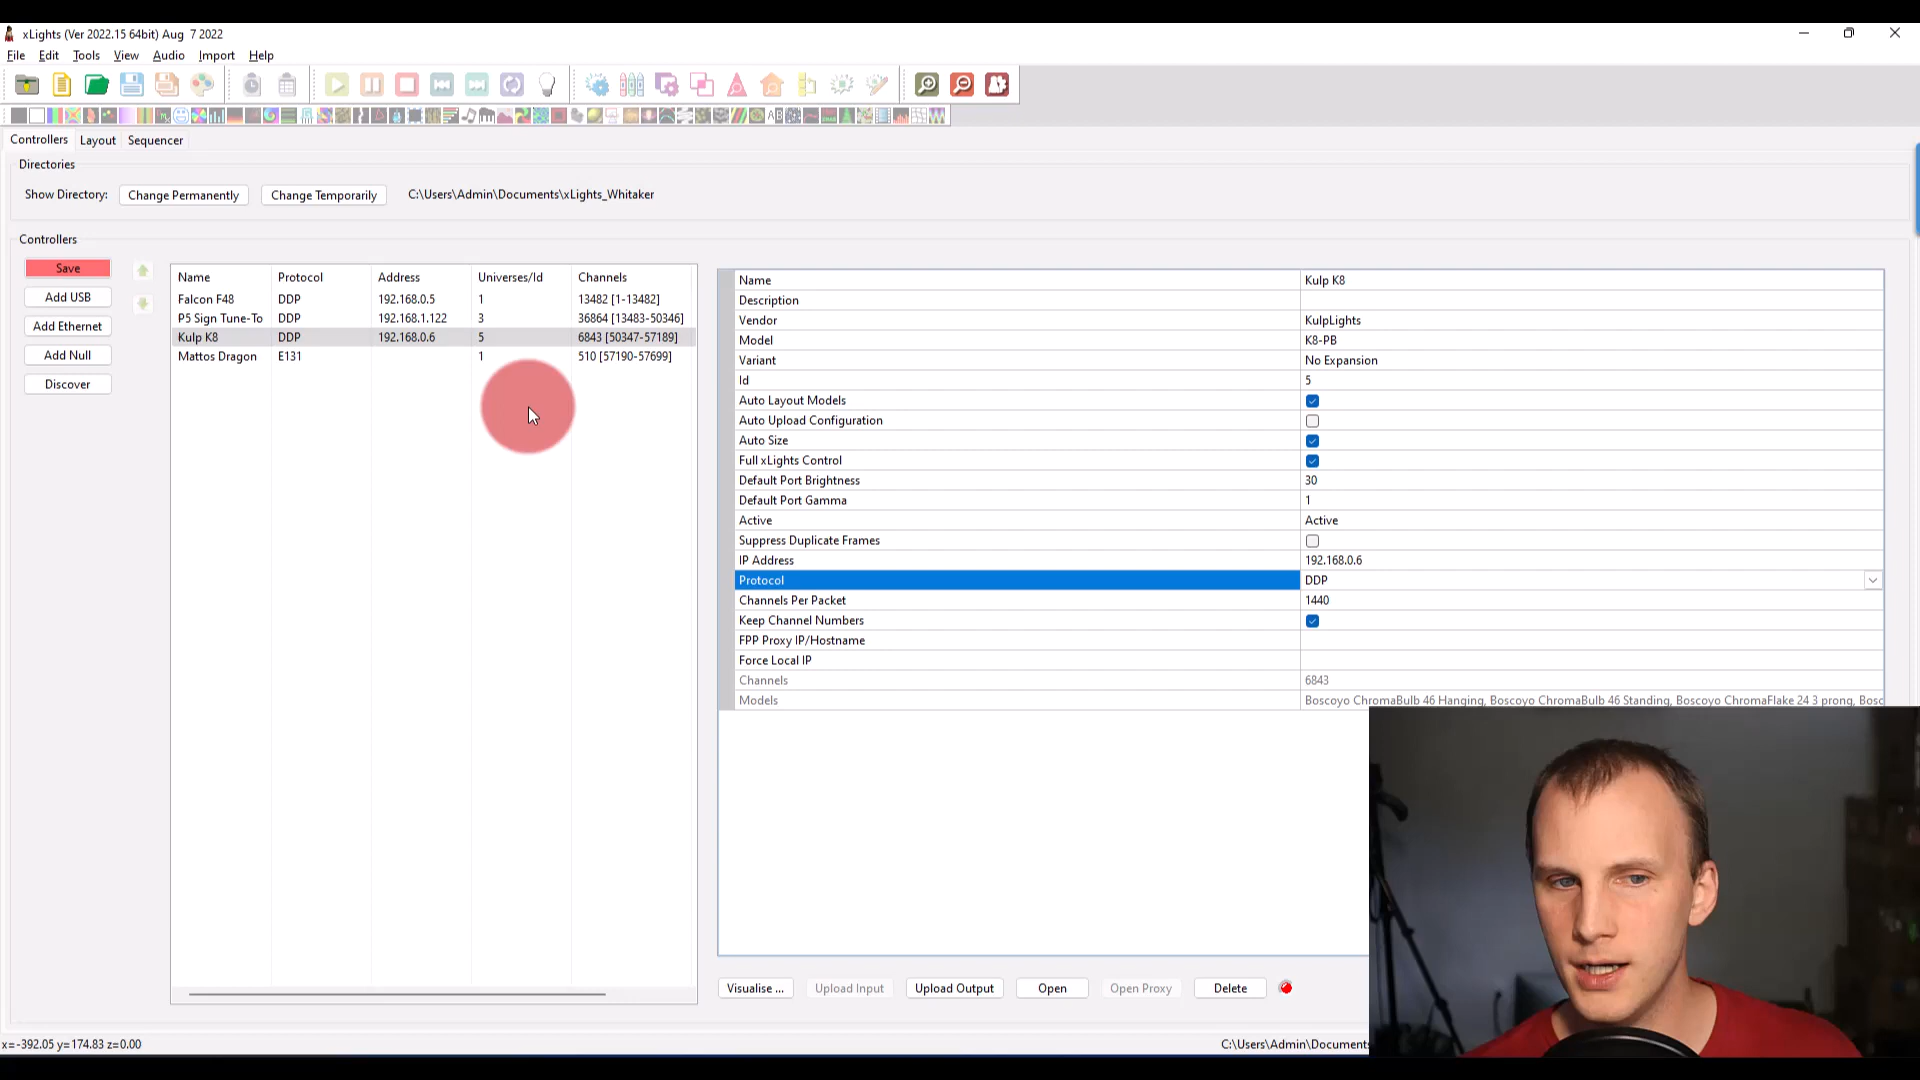 xLights (Ver 2022.15 64bit) Aug 7 2022
File Edit Tools View Audio Import Help
Controllers Layout Sequencer
Directories
Show Directory: Change Permanently Change Temporarily C:\Users\Admin\Documents\xLights_Whitaker
Controllers
Save
Add USB
Add Ethernet
Add Null
Discover
Name Protocol Address Universes/Id Channels
Falcon F48 DDP 192.168.0.5 1 13482 [1-13482]
P5 Sign Tune-To DDP 192.168.1.122 3 36864 [13483-50346]
Kulp K8 DDP 192.168.0.6 5 6843 [50347-57189]
Mattos Dragon E131 1 510 [57190-57699]
Name Kulp K8
Description
Vendor KulpLights
Model K8-PB
Variant No Expansion
Id 5
Auto Layout Models
Auto Upload Configuration
Auto Size
Full xLights Control
Default Port Brightness 30
Default Port Gamma 1
Active Active
Suppress Duplicate Frames
IP Address 192.168.0.6
Protocol DDP
Channels Per Packet 1440
Keep Channel Numbers
FPP Proxy IP/Hostname
Force Local IP
Channels 6843
Models Boscoyo ChromaBulb 46 Hanging, Boscoyo ChromaBulb 46 Standing, Boscoyo ChromaFlake 24 3 prong, Bosc
Visualise ... Upload Input Upload Output Open Open Proxy Delete
x=-392.05 y=174.83 z=0.00 C:\Users\Admin\Documents